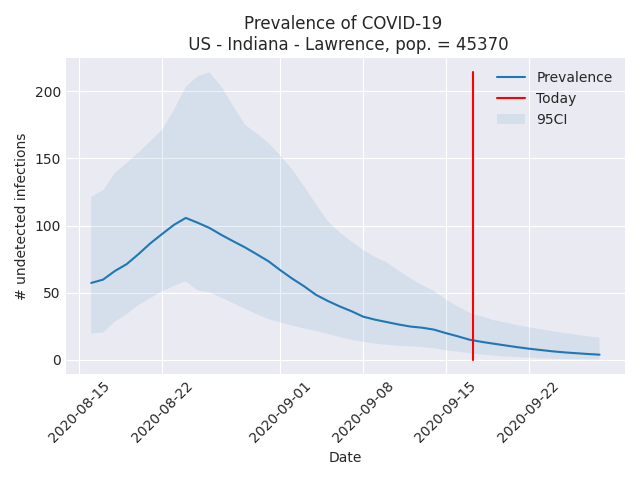 Prevalence of COVID-19
US - Indiana - Lawrence, pop. = 45370
Prevalence
Today
95CI
# undetected infections
200
150
100
50
0
2020-08-15
2020-08-22
2020-09-01
2020-09-08
2020-09-15
2020-09-22
Date